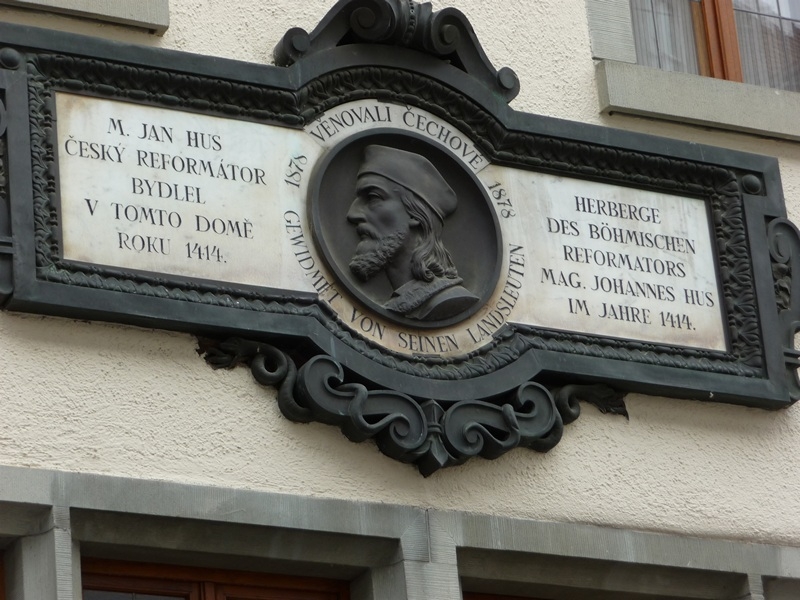 M. JAN HUS
ČESKÝ REFORMÁTOR
BYDLEL
V TOMTO DOMĚ
ROKU 1414.
VĚNOVALI ČECHOVÉ
1878 1878
GEWIDMET VON SEINEN LANDSLEUTEN
HERBERGE
DES BÖHMISCHEN
REFORMATORS
MAG. JOHANNES HUS
IM JAHRE 1414.